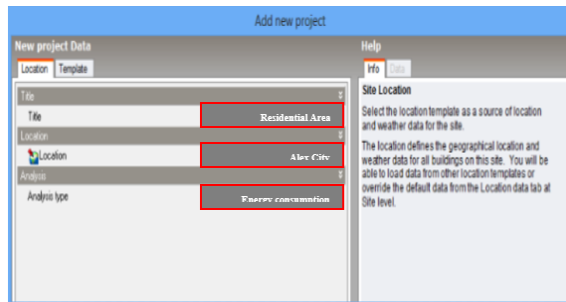 Add new project
New project Data
Location Template
Title
Title Residential Area
Location
Location Alex City
Analysis
Analysis type Energy consumption
Help
Info Data
Site Location
Select the location template as a source of location
and weather data for the site.
The location defines the geographical location and
weather data for all buildings on this site. You will be
able to load data from other location templates or
override the default data from the Location data tab at
Site level.